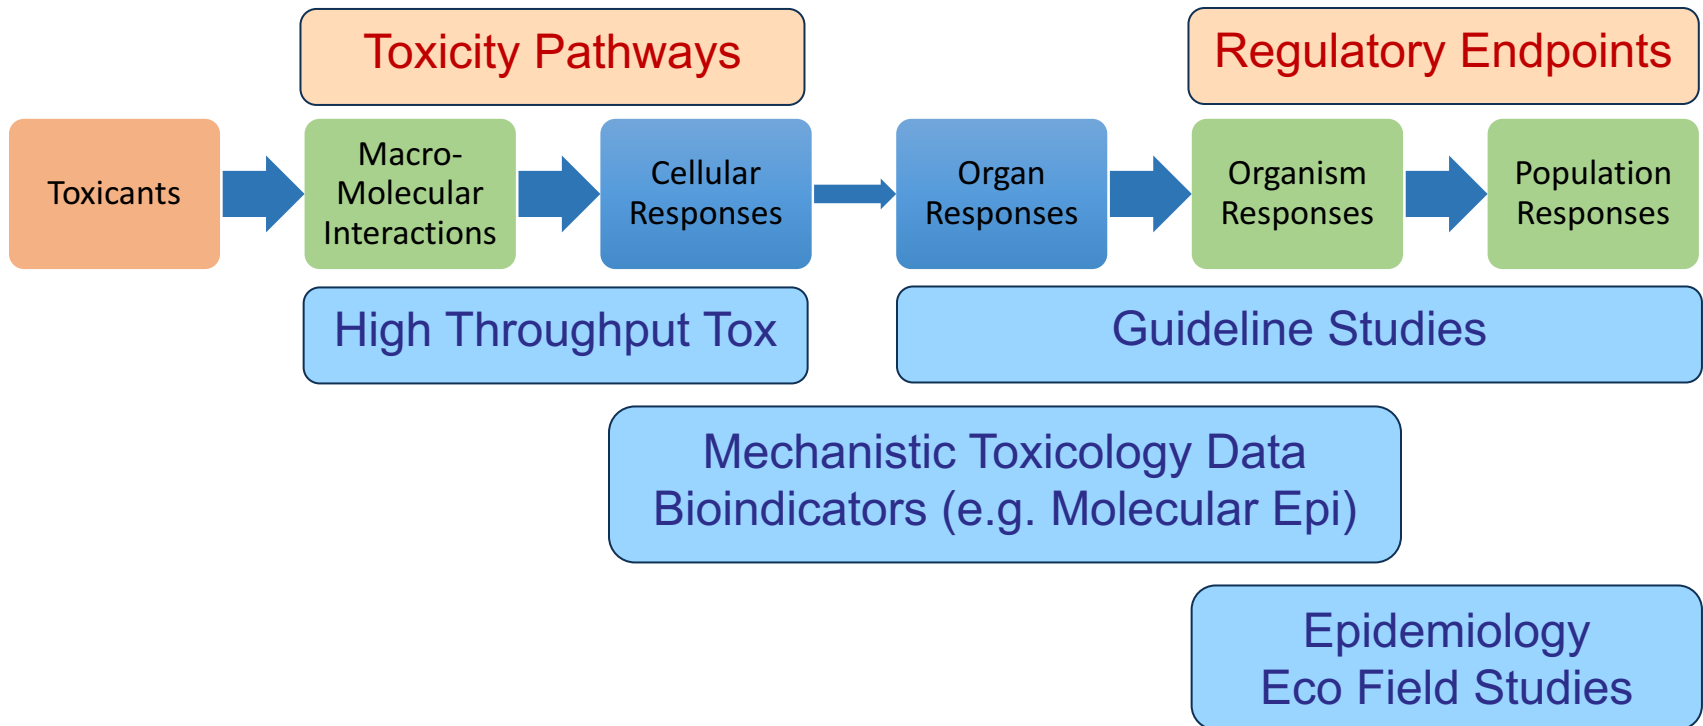 Toxicity Pathways
Regulatory Endpoints
Toxicants
Macro-
Molecular
Interactions
Cellular
Responses
Organ
Responses
Organism
Responses
Population
Responses
High Throughput Tox
Guideline Studies
Mechanistic Toxicology Data
Bioindicators (e.g. Molecular Epi)
Epidemiology
Eco Field Studies